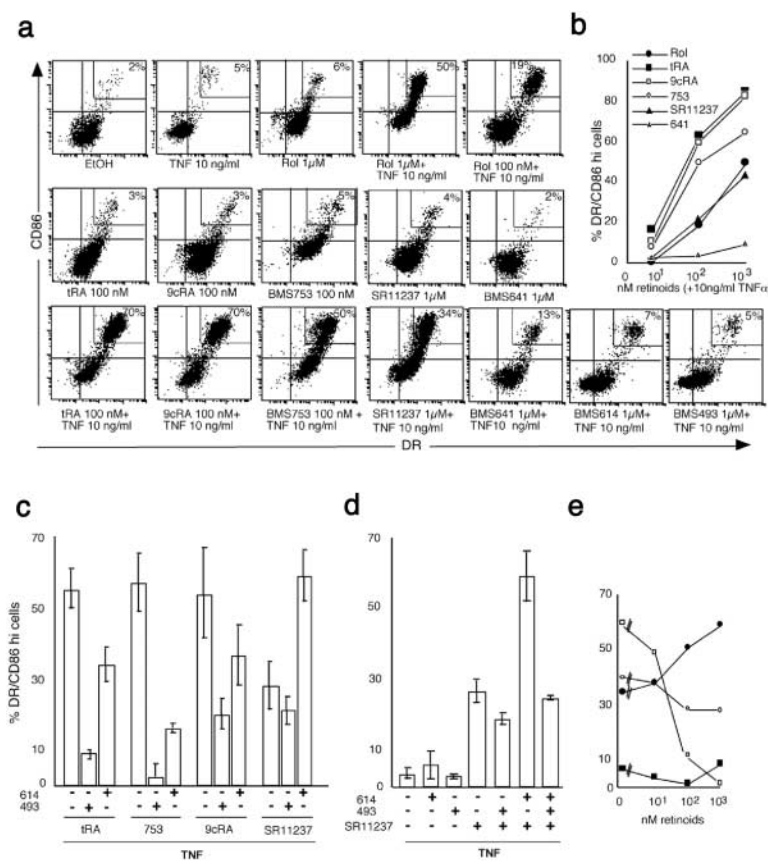 a
b
2%
5%
6%
50%
19%
EtOH
TNF 10 ng/ml
Rol 1μM
Rol 1μM+
TNF 10 ng/ml
Rol 100 nM+
TNF 10 ng/ml
3%
3%
5%
4%
2%
CD86
tRA 100 nM
9cRA 100 nM
BMS753 100 nM
SR11237 1μM
BMS641 1μM
70%
70%
60%
34%
13%
7%
5%
tRA 100 nM+
TNF 10 ng/ml
9cRA 100 nM+
TNF 10 ng/ml
BMS753 100 nM +
TNF 10 ng/ml
SR11237 1μM+
TNF 10 ng/ml
BMS641 1μM+
TNF10 ng/ml
BMS614 1μM+
TNF 10 ng/ml
BMS493 1μM+
TNF 10 ng/ml
DR
% DR/CD86 hi cells
100
80
60
40
20
0
Rol
tRA
9cRA
753
SR11237
641
0 10¹ 10² 10³
nM retinoids (+10ng/ml TNFα
c
% DR/CD86 hi cells
70
50
30
10
0
614 - - + - - + - - + - - +
493 - + - - + - - + - - + -
tRA 753 9cRA SR11237
TNF
d
70
50
30
10
0
614 - + - - - + +
493 - - + - + - +
SR11237 - - - + + + +
TNF
e
70
50
30
10
0
0 10¹ 10² 10³
nM retinoids